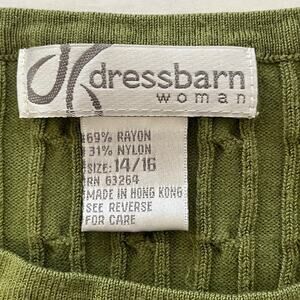 dressbarn
woman
69% RAYON
31% NYLON
SIZE: 14/16
RN 63264
MADE IN HONG KONG
SEE REVERSE
FOR CARE